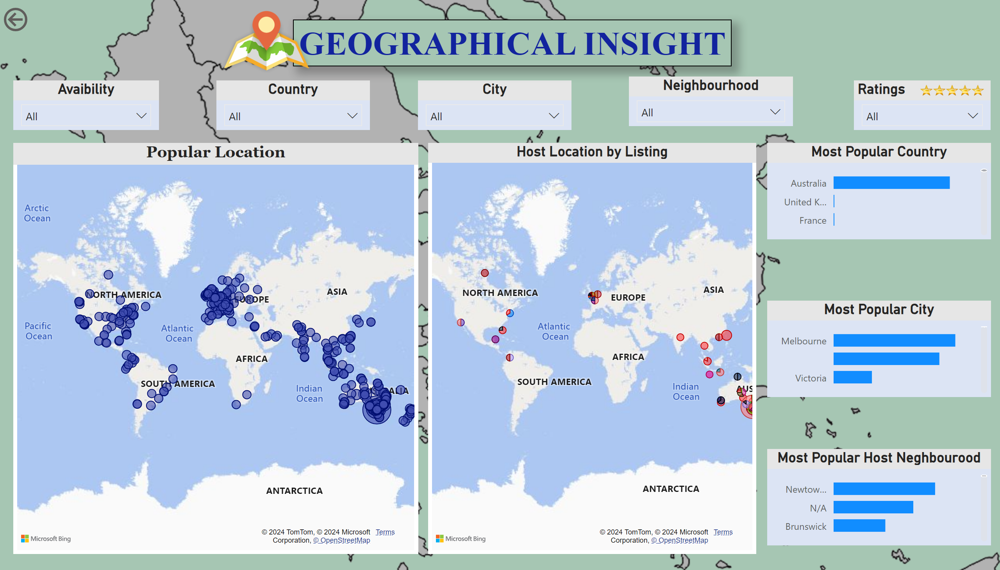 GEOGRAPHICAL INSIGHT
Avaibility
All
Country
All
City
All
Neighbourhood
All
Ratings
All
Popular Location
Arctic
Ocean
NORTH AMERICA
EUROPE
ASIA
Pacific
Ocean
Atlantic
Ocean
AFRICA
SOUTH AMERICA
Indian
Ocean
ALIA
ANTARCTICA
Microsoft Bing
© 2024 TomTom, © 2024 Microsoft Terms
Corporation, © OpenStreetMap
Host Location by Listing
NORTH AMERICA
EUROPE
ASIA
Atlantic
Ocean
AFRICA
SOUTH AMERICA
Indian
Ocean
AUS
ANTARCTICA
Microsoft Bing
© 2024 TomTom, © 2024 Microsoft Terms
Corporation, © OpenStreetMap
Most Popular Country
Australia
United K...
France
Most Popular City
Melbourne
Victoria
Most Popular Host Neghbourood
Newtow...
N/A
Brunswick